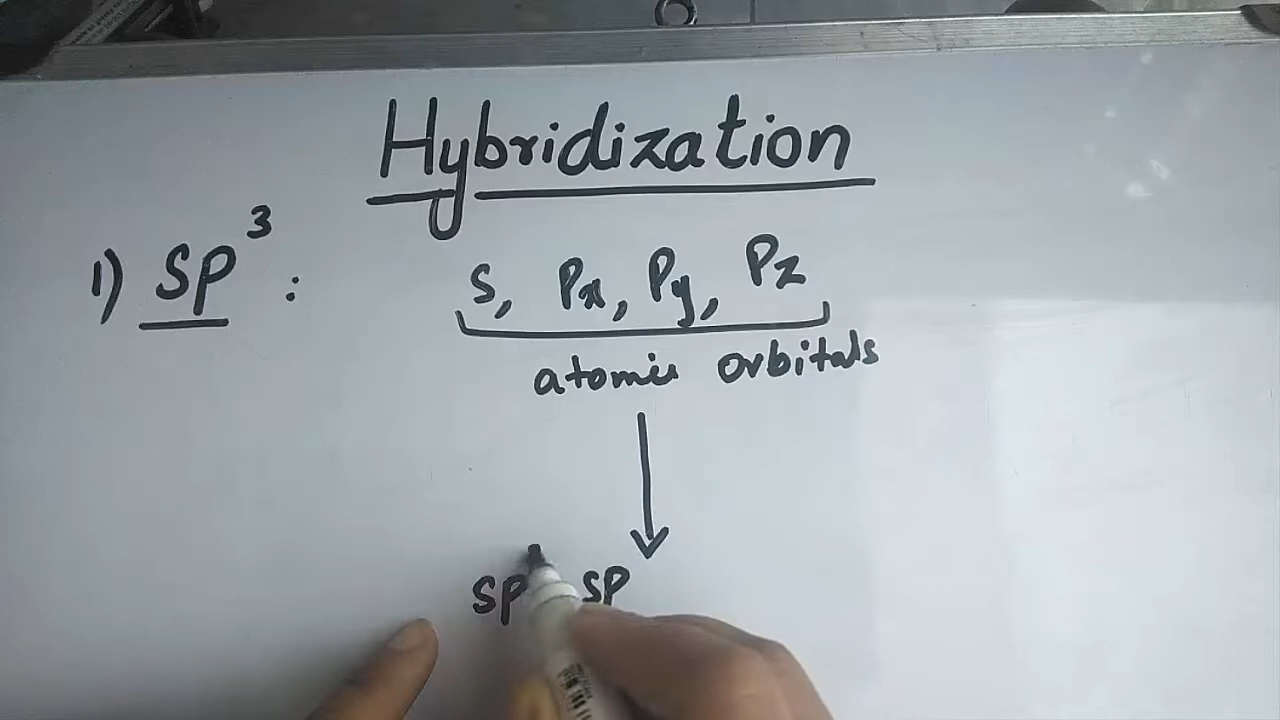 Hybridization
1) SP³ : S, Px, Py, Pz
atomic orbitals
SP SP